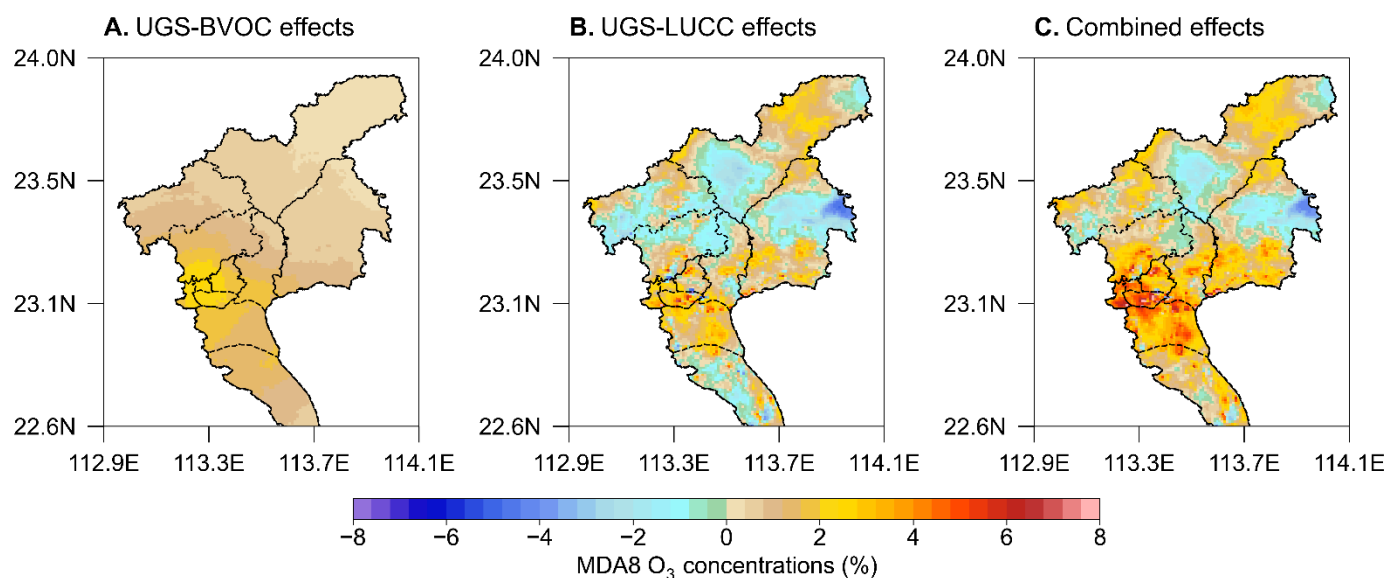 A. UGS-BVOC effects
B. UGS-LUCC effects
C. Combined effects
24.0N
23.5N
23.1N
22.6N
112.9E 113.3E 113.7E 114.1E
24.0N
23.5N
23.1N
22.6N
112.9E 113.3E 113.7E 114.1E
24.0N
23.5N
23.1N
22.6N
112.9E 113.3E 113.7E 114.1E
−8 −6 −4 −2 0 2 4 6 8
MDA8 O₃ concentrations (%)